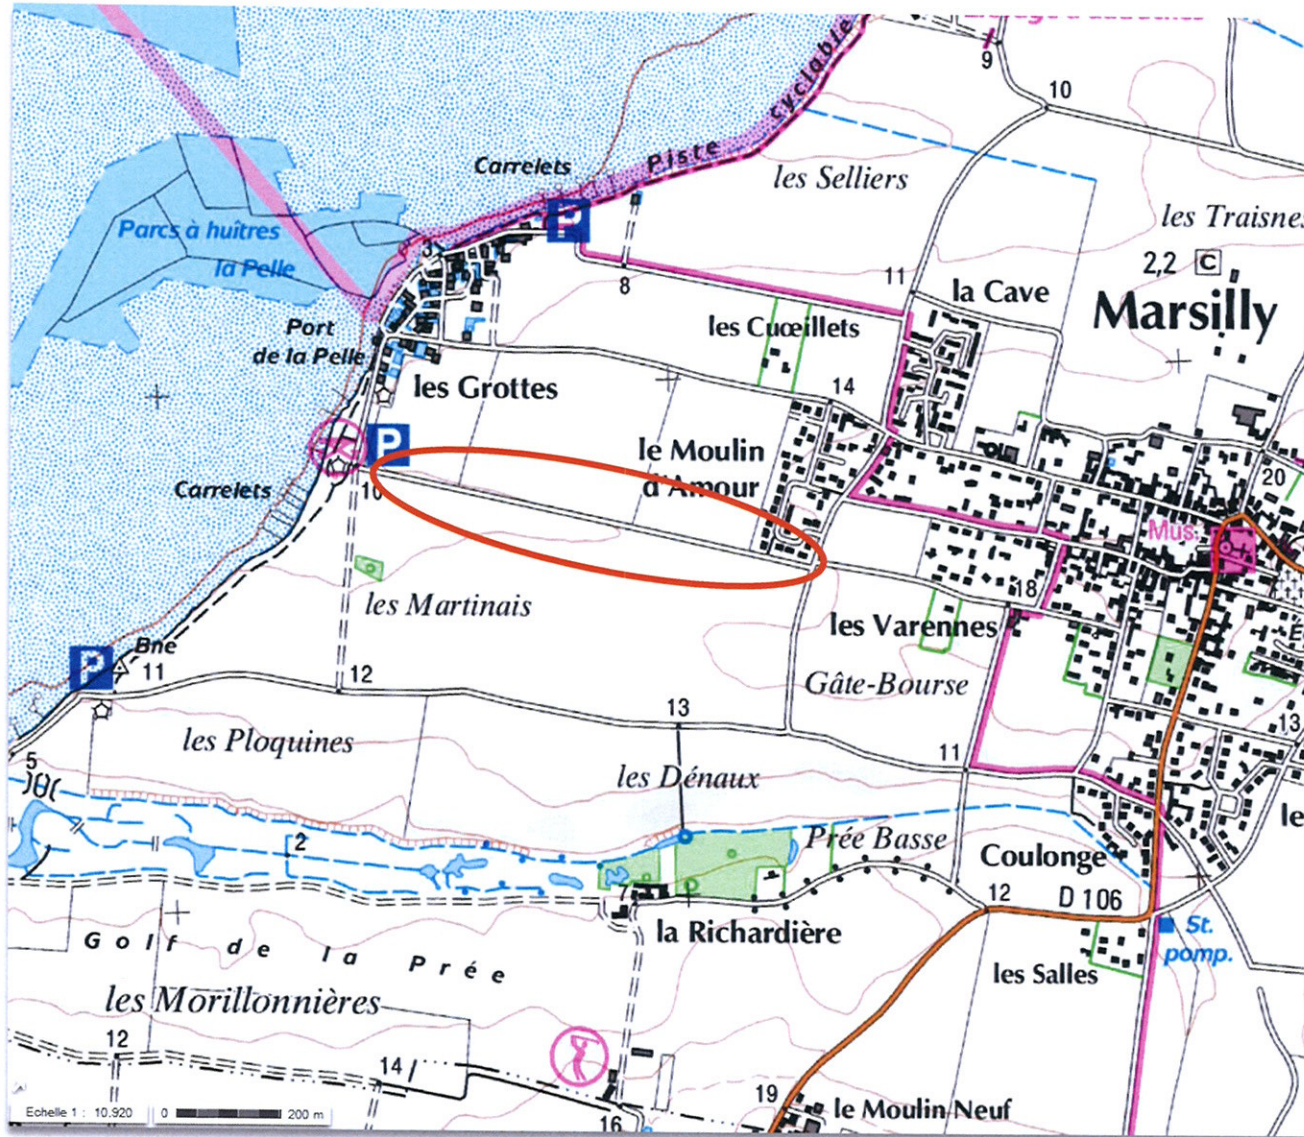 9
10
cyclable
Piste
Carrelets
les Selliers
les Traisnes
2,2 C
Parcs à huîtres
la Pelle
3
P
11
la Cave
Marsilly
8
Port
de la Pelle
les Cuœillets
les Grottes
14
P
le Moulin
d'Amour
20
Carrelets
10
Mus.
18
les Martinais
les Varennes
P
Bne
11
12
Gâte-Bourse
13
13
les Ploquines
11
5
les Dénaux
le
2
Prée Basse
Coulonge
7
12
D 106
la Richardière
St.
pomp.
Golf de la Prée
les Salles
les Morillonnières
12
14
19
le Moulin Neuf
16
Echelle 1 : 10.920
0
200 m